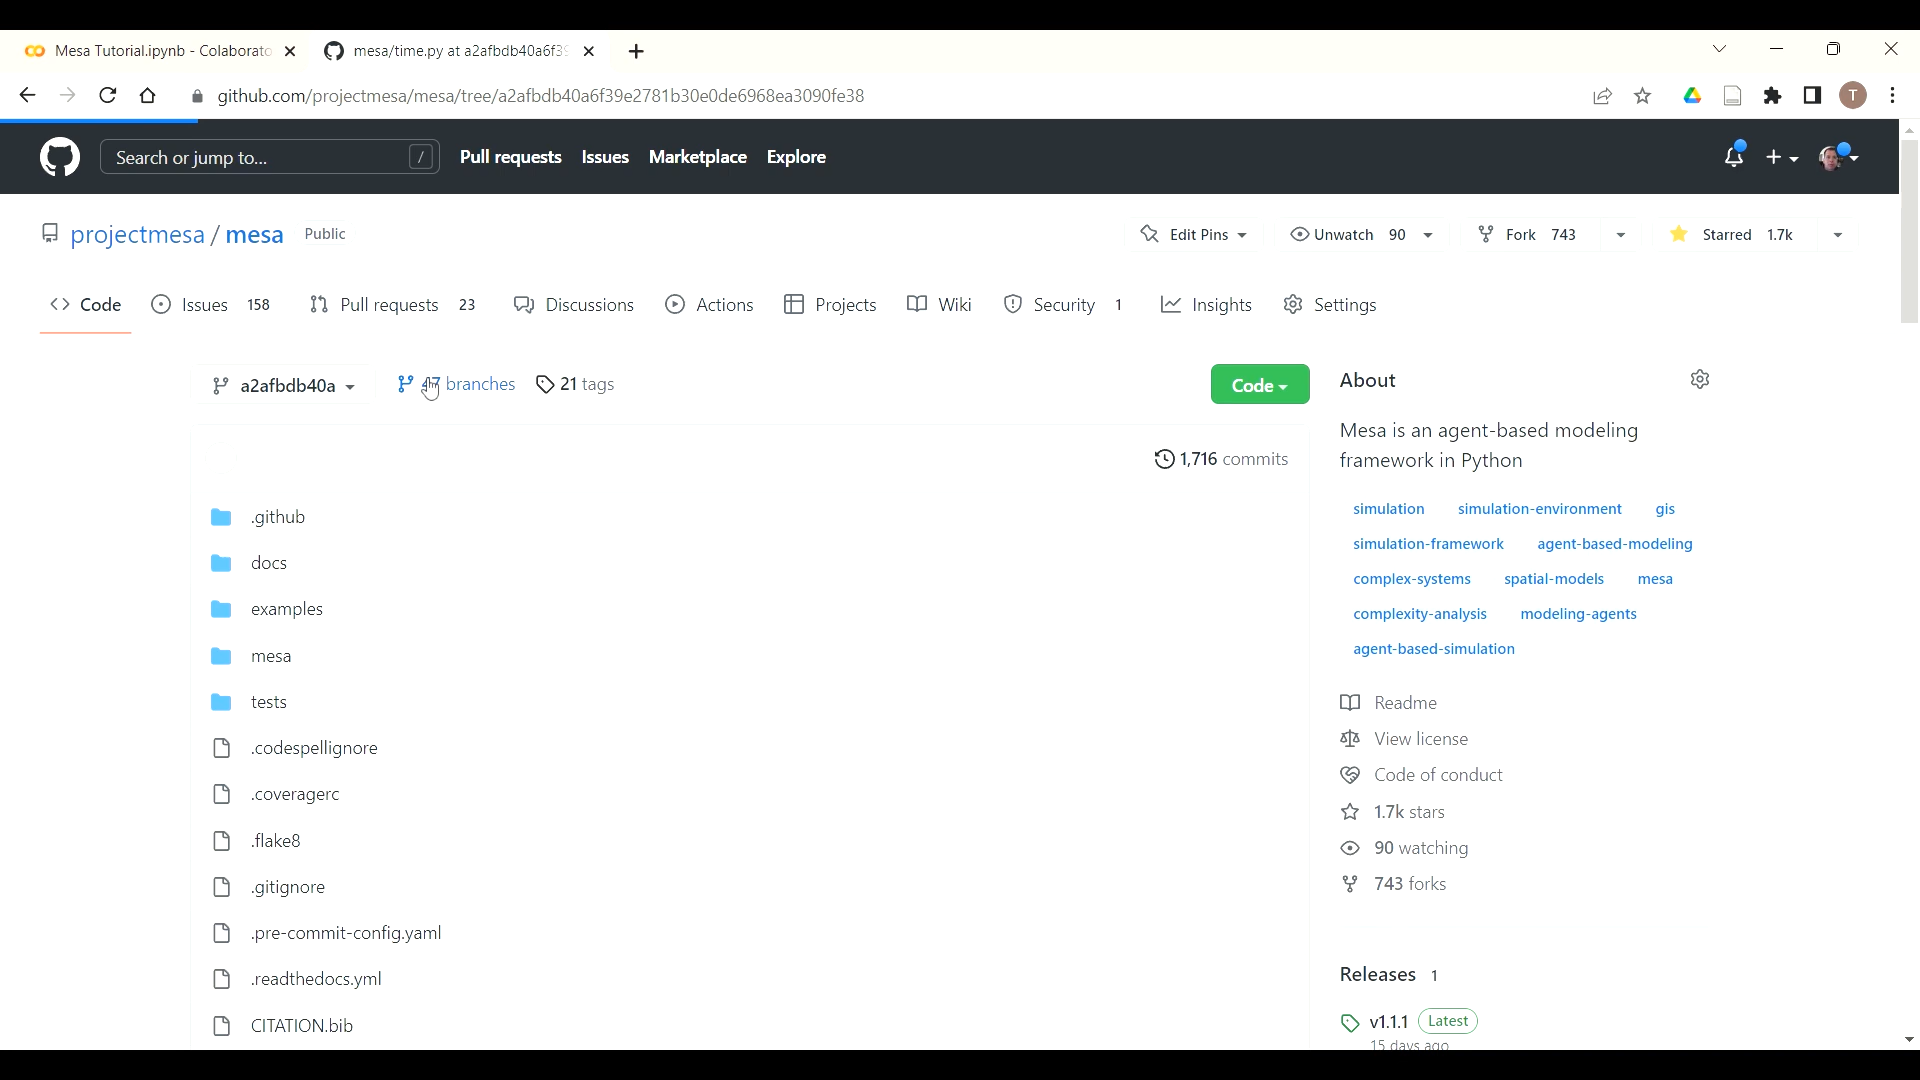 Mesa Tutorial.ipynb - Colaborato
mesa/time.py at a2afbdb40a6f39
github.com/projectmesa/mesa/tree/a2afbdb40a6f39e2781b30e0de6968ea3090fe38
T
Search or jump to... /
Pull requests Issues Marketplace Explore
projectmesa / mesa Public
Edit Pins Unwatch 90 Fork 743 Starred 1.7k
Code Issues 158 Pull requests 23 Discussions Actions Projects Wiki Security 1 Insights Settings
a2afbdb40a branches 21 tags Code
About
Mesa is an agent-based modeling
framework in Python
1,716 commits
simulation simulation-environment gis
simulation-framework agent-based-modeling
complex-systems spatial-models mesa
complexity-analysis modeling-agents
agent-based-simulation
.github
docs
examples
mesa
tests
.codespellignore
.coveragerc
.flake8
.gitignore
.pre-commit-config.yaml
.readthedocs.yml
CITATION.bib
Readme
View license
Code of conduct
1.7k stars
90 watching
743 forks
Releases 1
v1.1.1 Latest
15 days ago